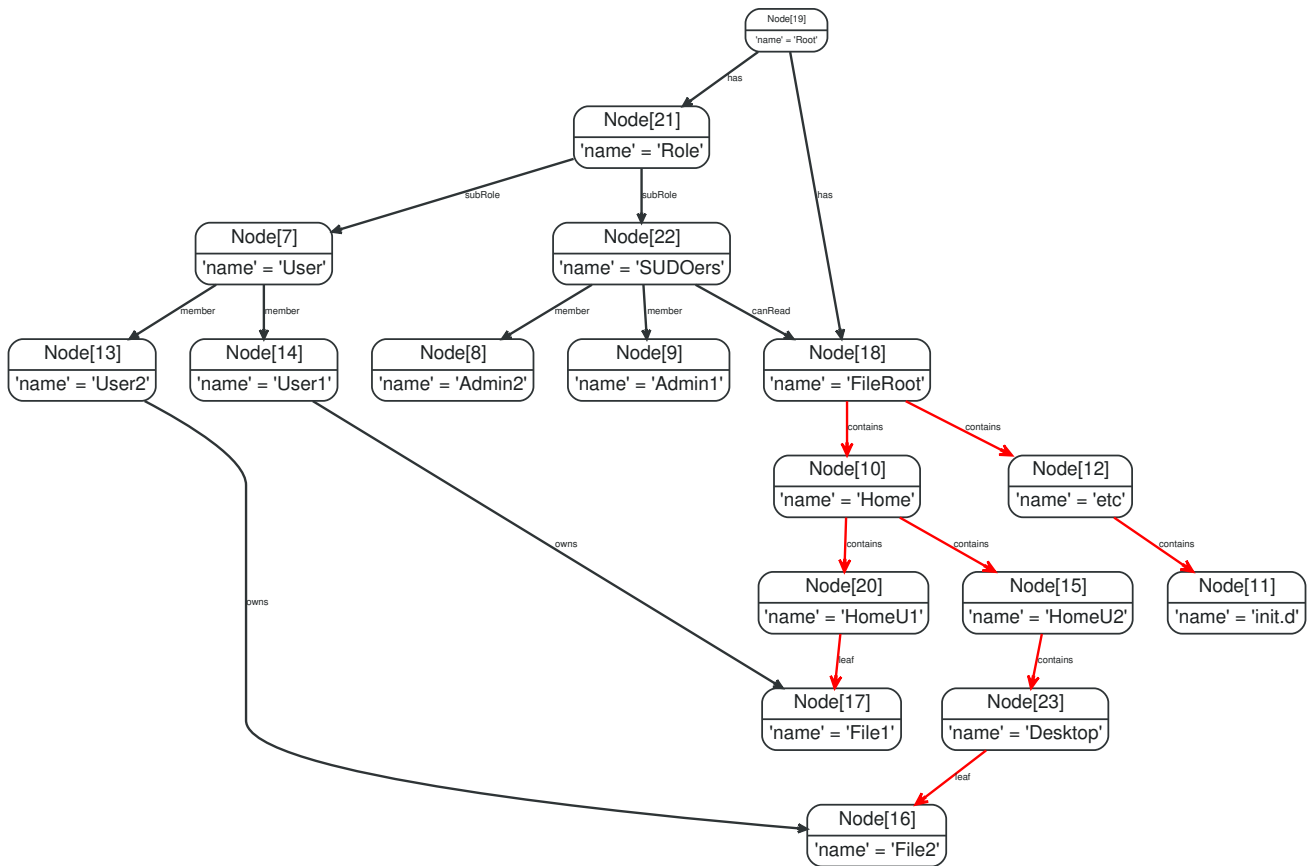 Node[19]
'name' = 'Root'
has
Node[21]
'name' = 'Role'
subRole
subRole
has
Node[7]
'name' = 'User'
Node[22]
'name' = 'SUDOers'
member
member
member
member
canRead
Node[13]
'name' = 'User2'
Node[14]
'name' = 'User1'
Node[8]
'name' = 'Admin2'
Node[9]
'name' = 'Admin1'
Node[18]
'name' = 'FileRoot'
contains
contains
Node[10]
'name' = 'Home'
Node[12]
'name' = 'etc'
owns
contains
contains
contains
Node[20]
'name' = 'HomeU1'
Node[15]
'name' = 'HomeU2'
Node[11]
'name' = 'init.d'
owns
leaf
contains
Node[17]
'name' = 'File1'
Node[23]
'name' = 'Desktop'
leaf
Node[16]
'name' = 'File2'